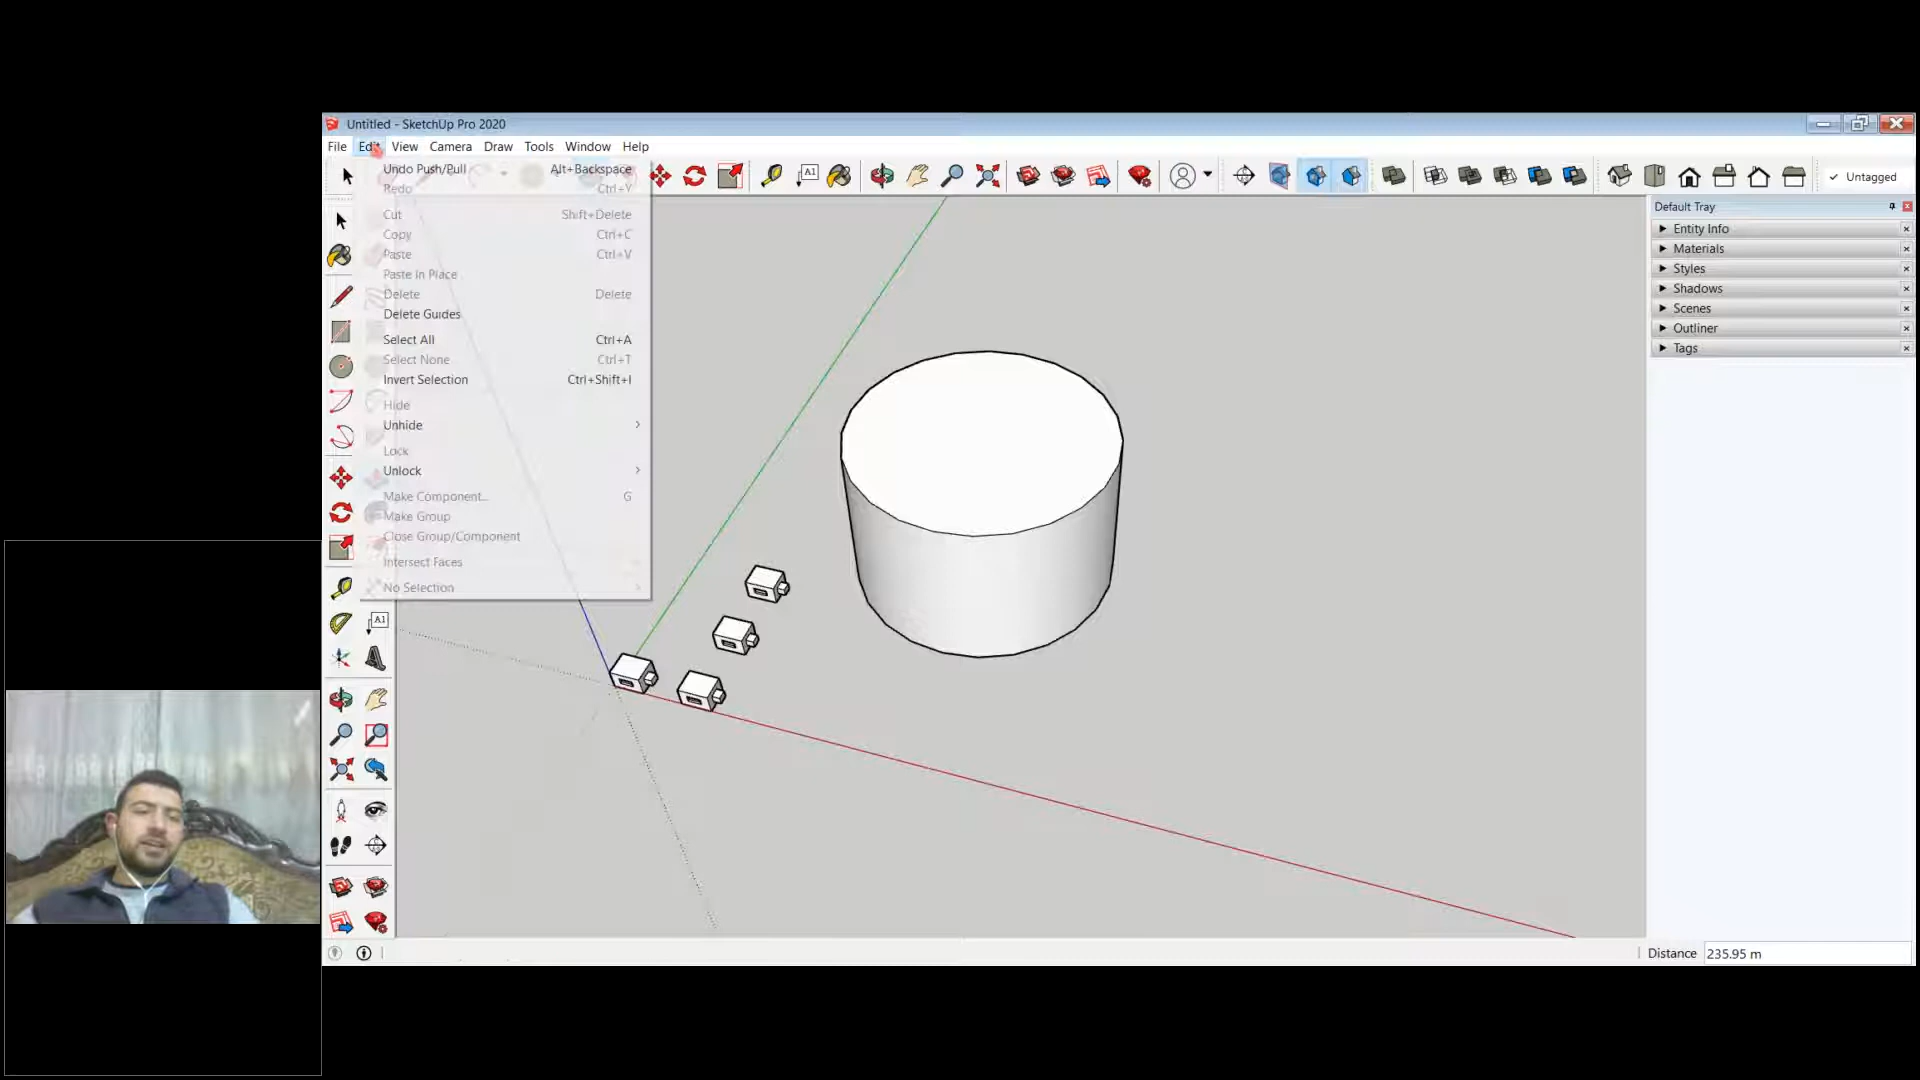 Untitled - SketchUp Pro 2020
File Edit View Camera Draw Tools Window Help
Undo Push/Pull Alt+Backspace
Redo Ctrl+Y
Cut Shift+Delete
Copy Ctrl+C
Paste Ctrl+V
Paste In Place
Delete Delete
Delete Guides
Select All Ctrl+A
Select None Ctrl+T
Invert Selection Ctrl+Shift+I
Hide
Unhide
Lock
Unlock
Make Component... G
Make Group
Close Group/Component
Intersect Faces
No Selection
A1
A1
Untagged
Default Tray
Entity Info
Materials
Styles
Shadows
Scenes
Outliner
Tags
Distance 235.95 m